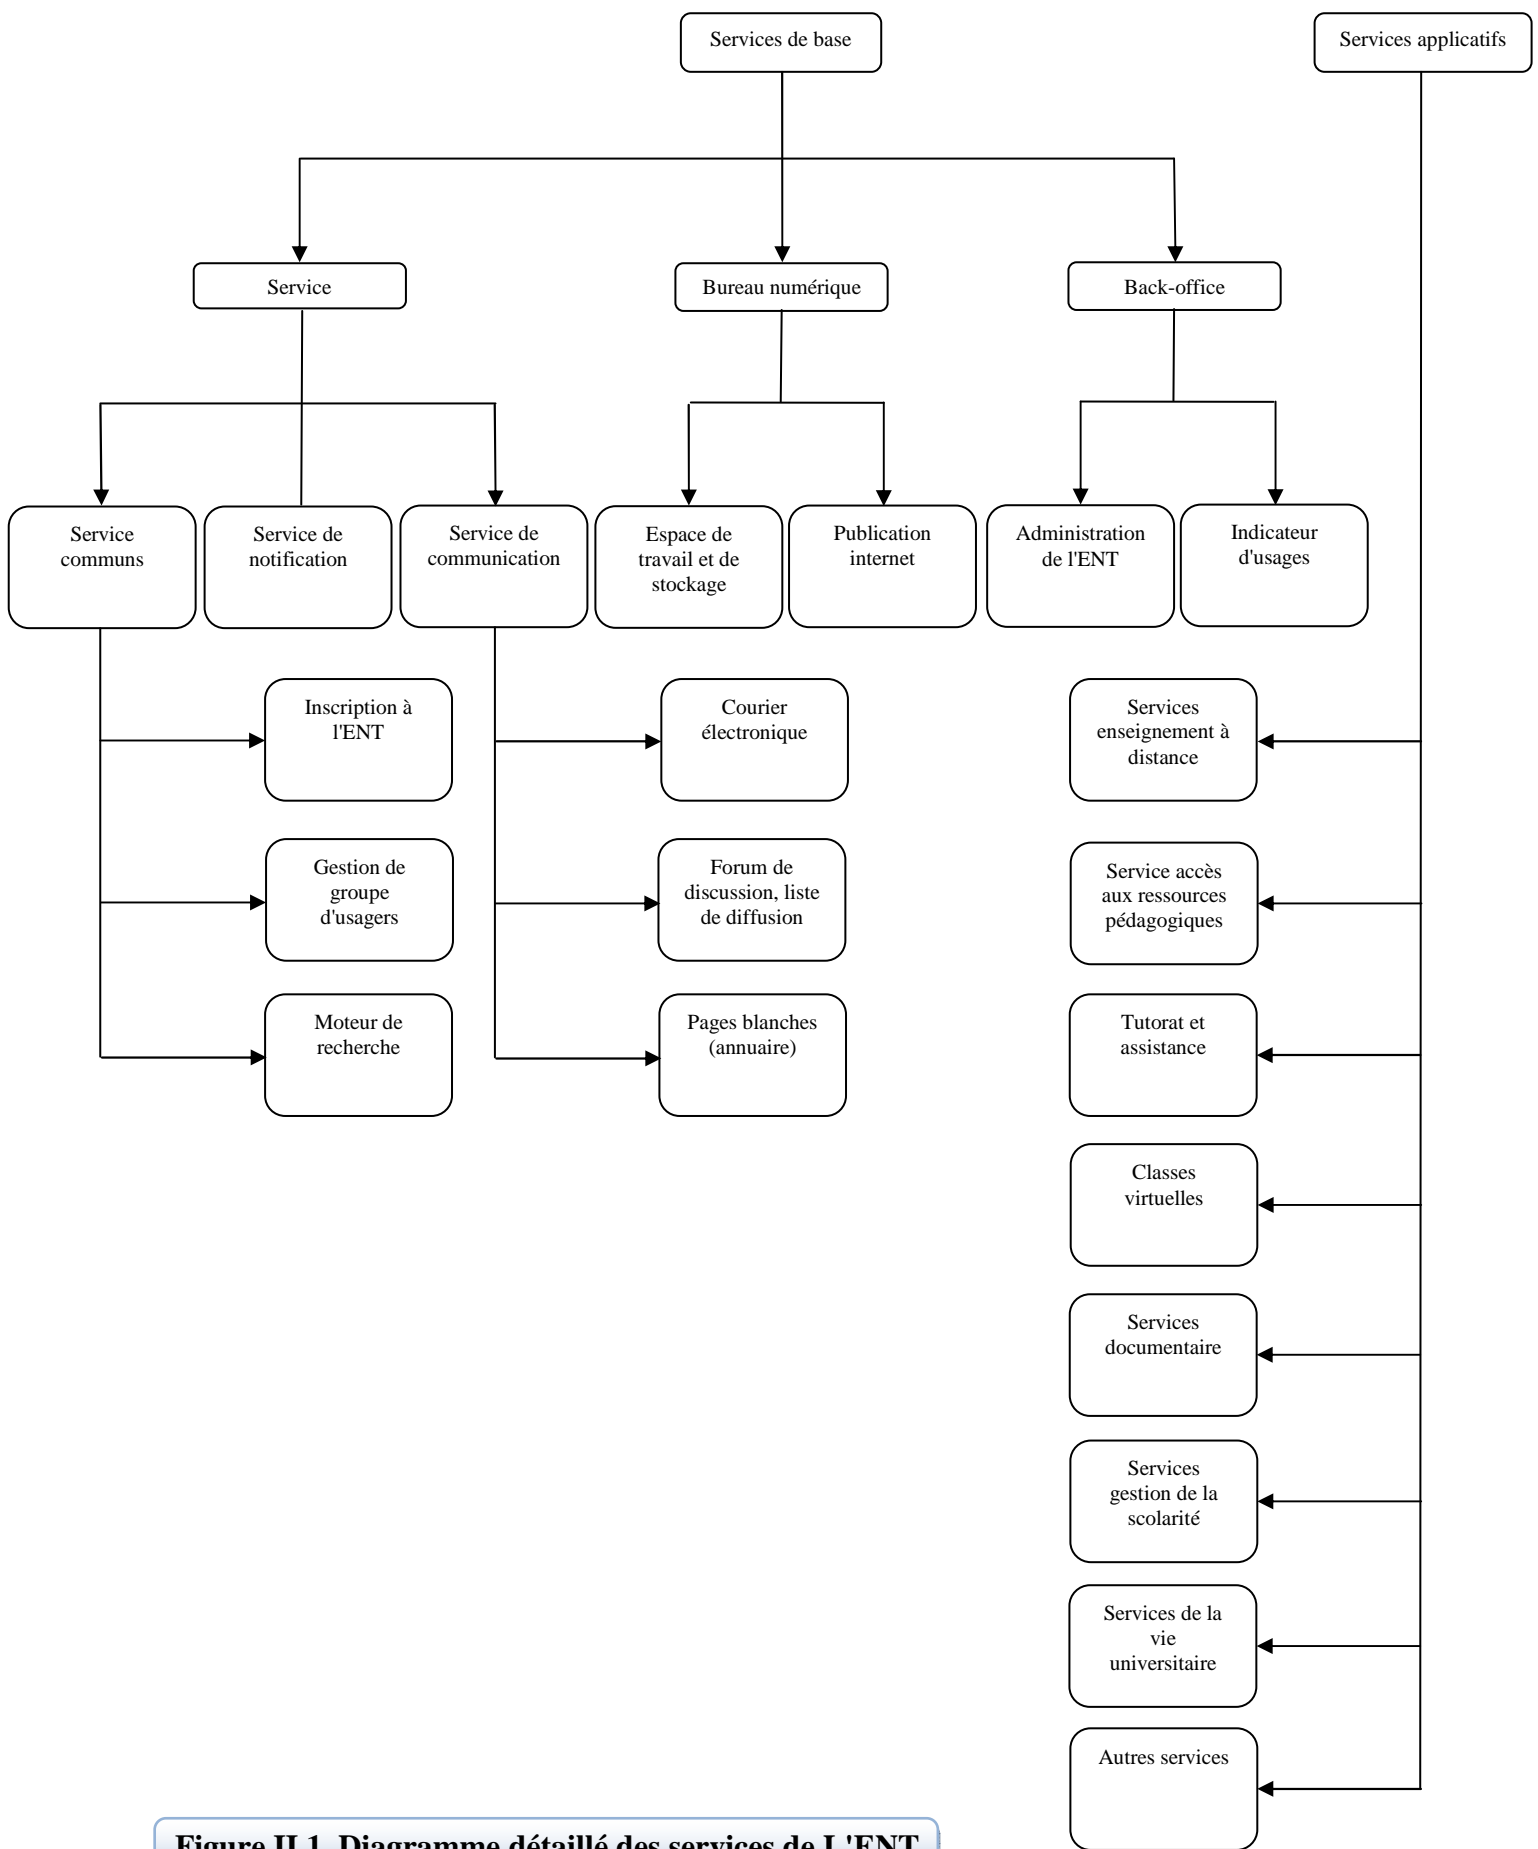 Services de base
Services applicatifs
Service
Bureau numérique
Back-office
Service
communs
Service de
notification
Service de
communication
Espace de
travail et de
stockage
Publication
internet
Administration
de l'ENT
Indicateur
d'usages
Inscription à
l'ENT
Courier
électronique
Services
enseignement à
distance
Gestion de
groupe
d'usagers
Forum de
discussion, liste
de diffusion
Service accès
aux ressources
pédagogiques
Moteur de
recherche
Pages blanches
(annuaire)
Tutorat et
assistance
Classes
virtuelles
Services
documentaire
Services
gestion de la
scolarité
Services de la
vie
universitaire
Autres services
Figure II.1. Diagramme détaillé des services de L'ENT